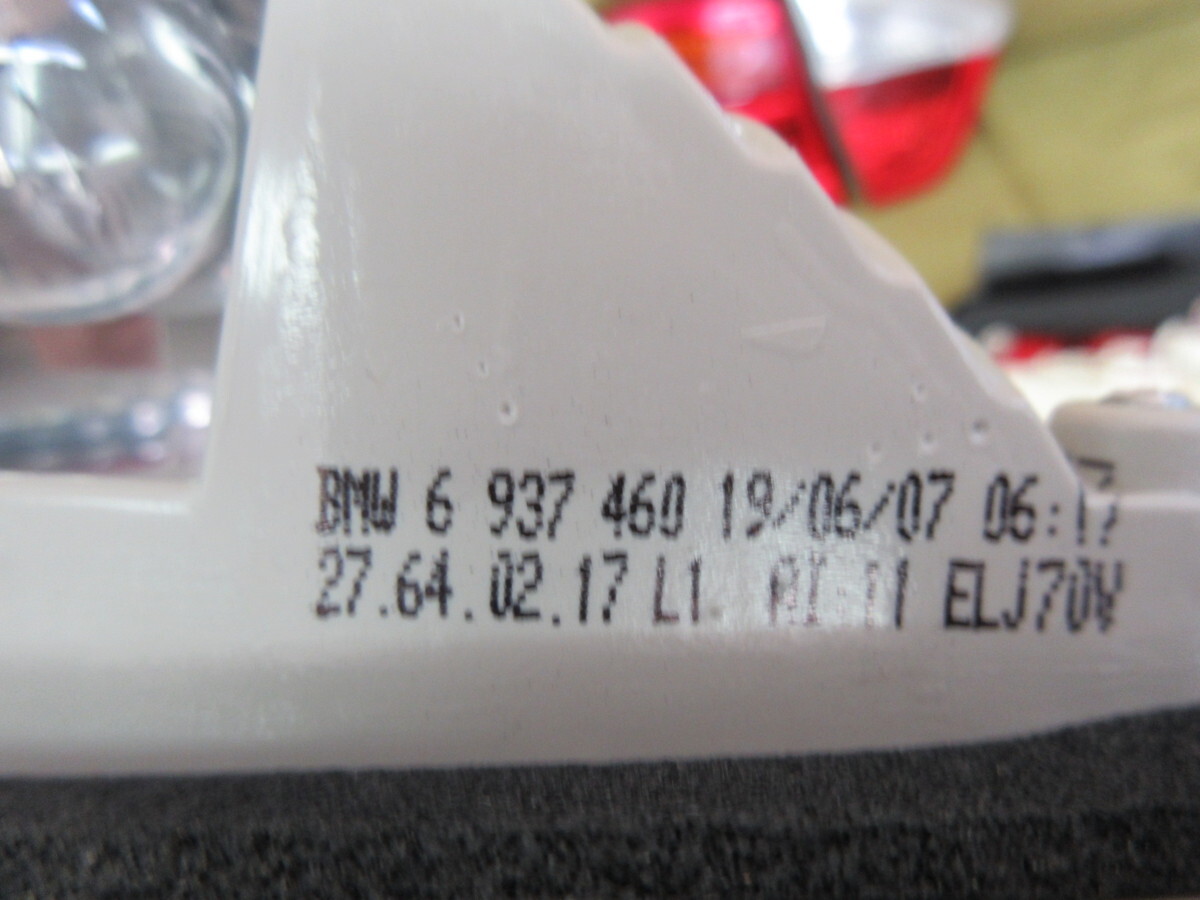 BMW 6 937 460 19/06/07 06:17
27.64.02.17 L1 ELJ70V